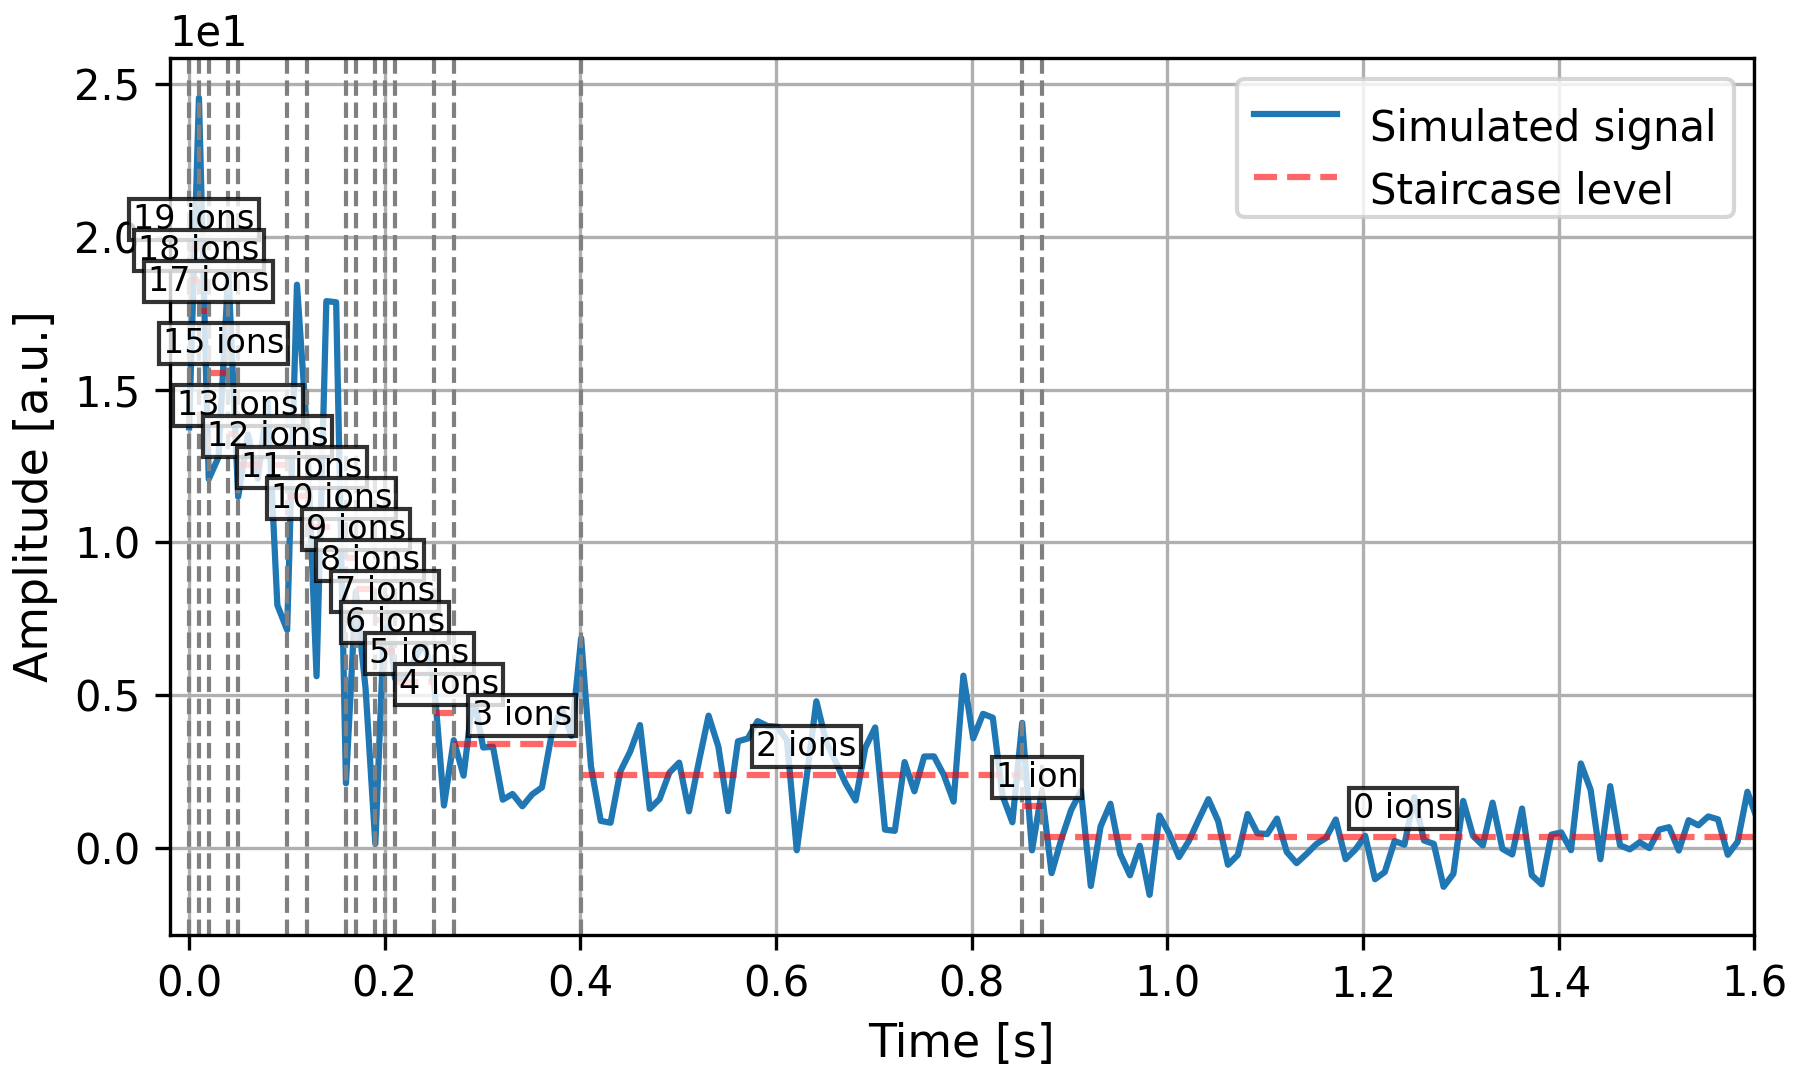 1e1
2.5
2.0
1.5
1.0
0.5
0.0
Amplitude [a.u.]
Simulated signal
Staircase level
19 ions
18 ions
17 ions
15 ions
13 ions
12 ions
11 ions
10 ions
9 ions
8 ions
7 ions
6 ions
5 ions
4 ions
3 ions
2 ions
1 ion
0 ions
0.0 0.2 0.4 0.6 0.8 1.0 1.2 1.4 1.6
Time [s]